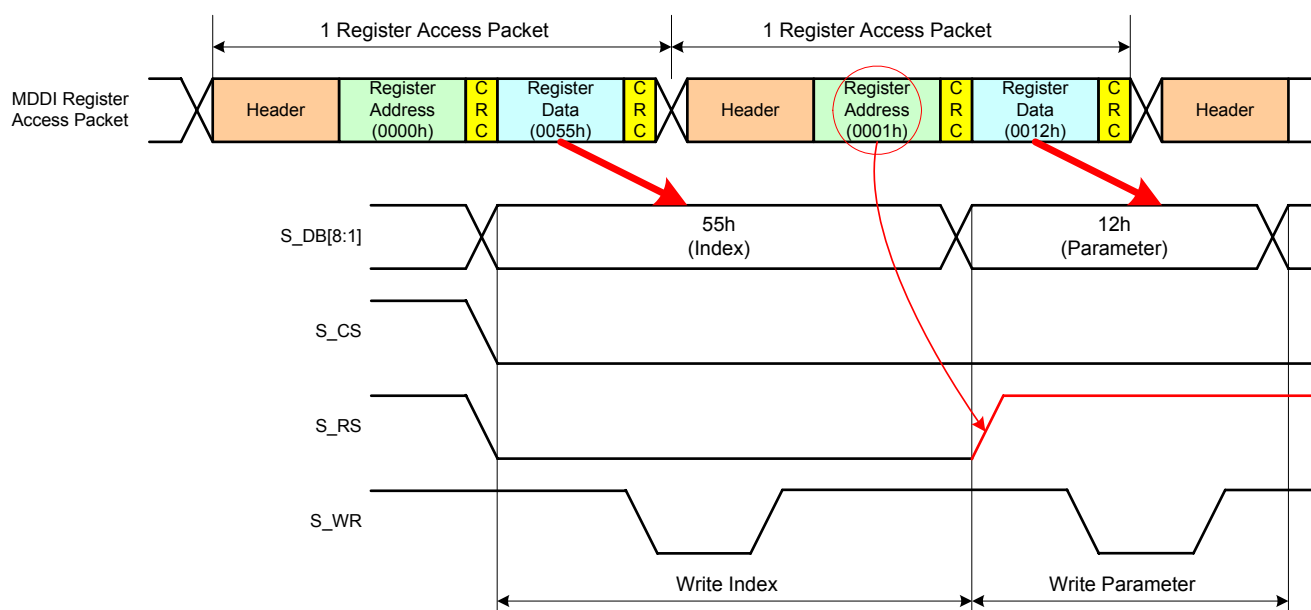 1 Register Access Packet
1 Register Access Packet
MDDI Register
Access Packet
Header
Register
Address
(0000h)
C
R
C
Register
Data
(0055h)
C
R
C
Header
Register
Address
(0001h)
C
R
C
Register
Data
(0012h)
C
R
C
Header
S_DB[8:1]
55h
(Index)
12h
(Parameter)
S_CS
S_RS
S_WR
Write Index
Write Parameter